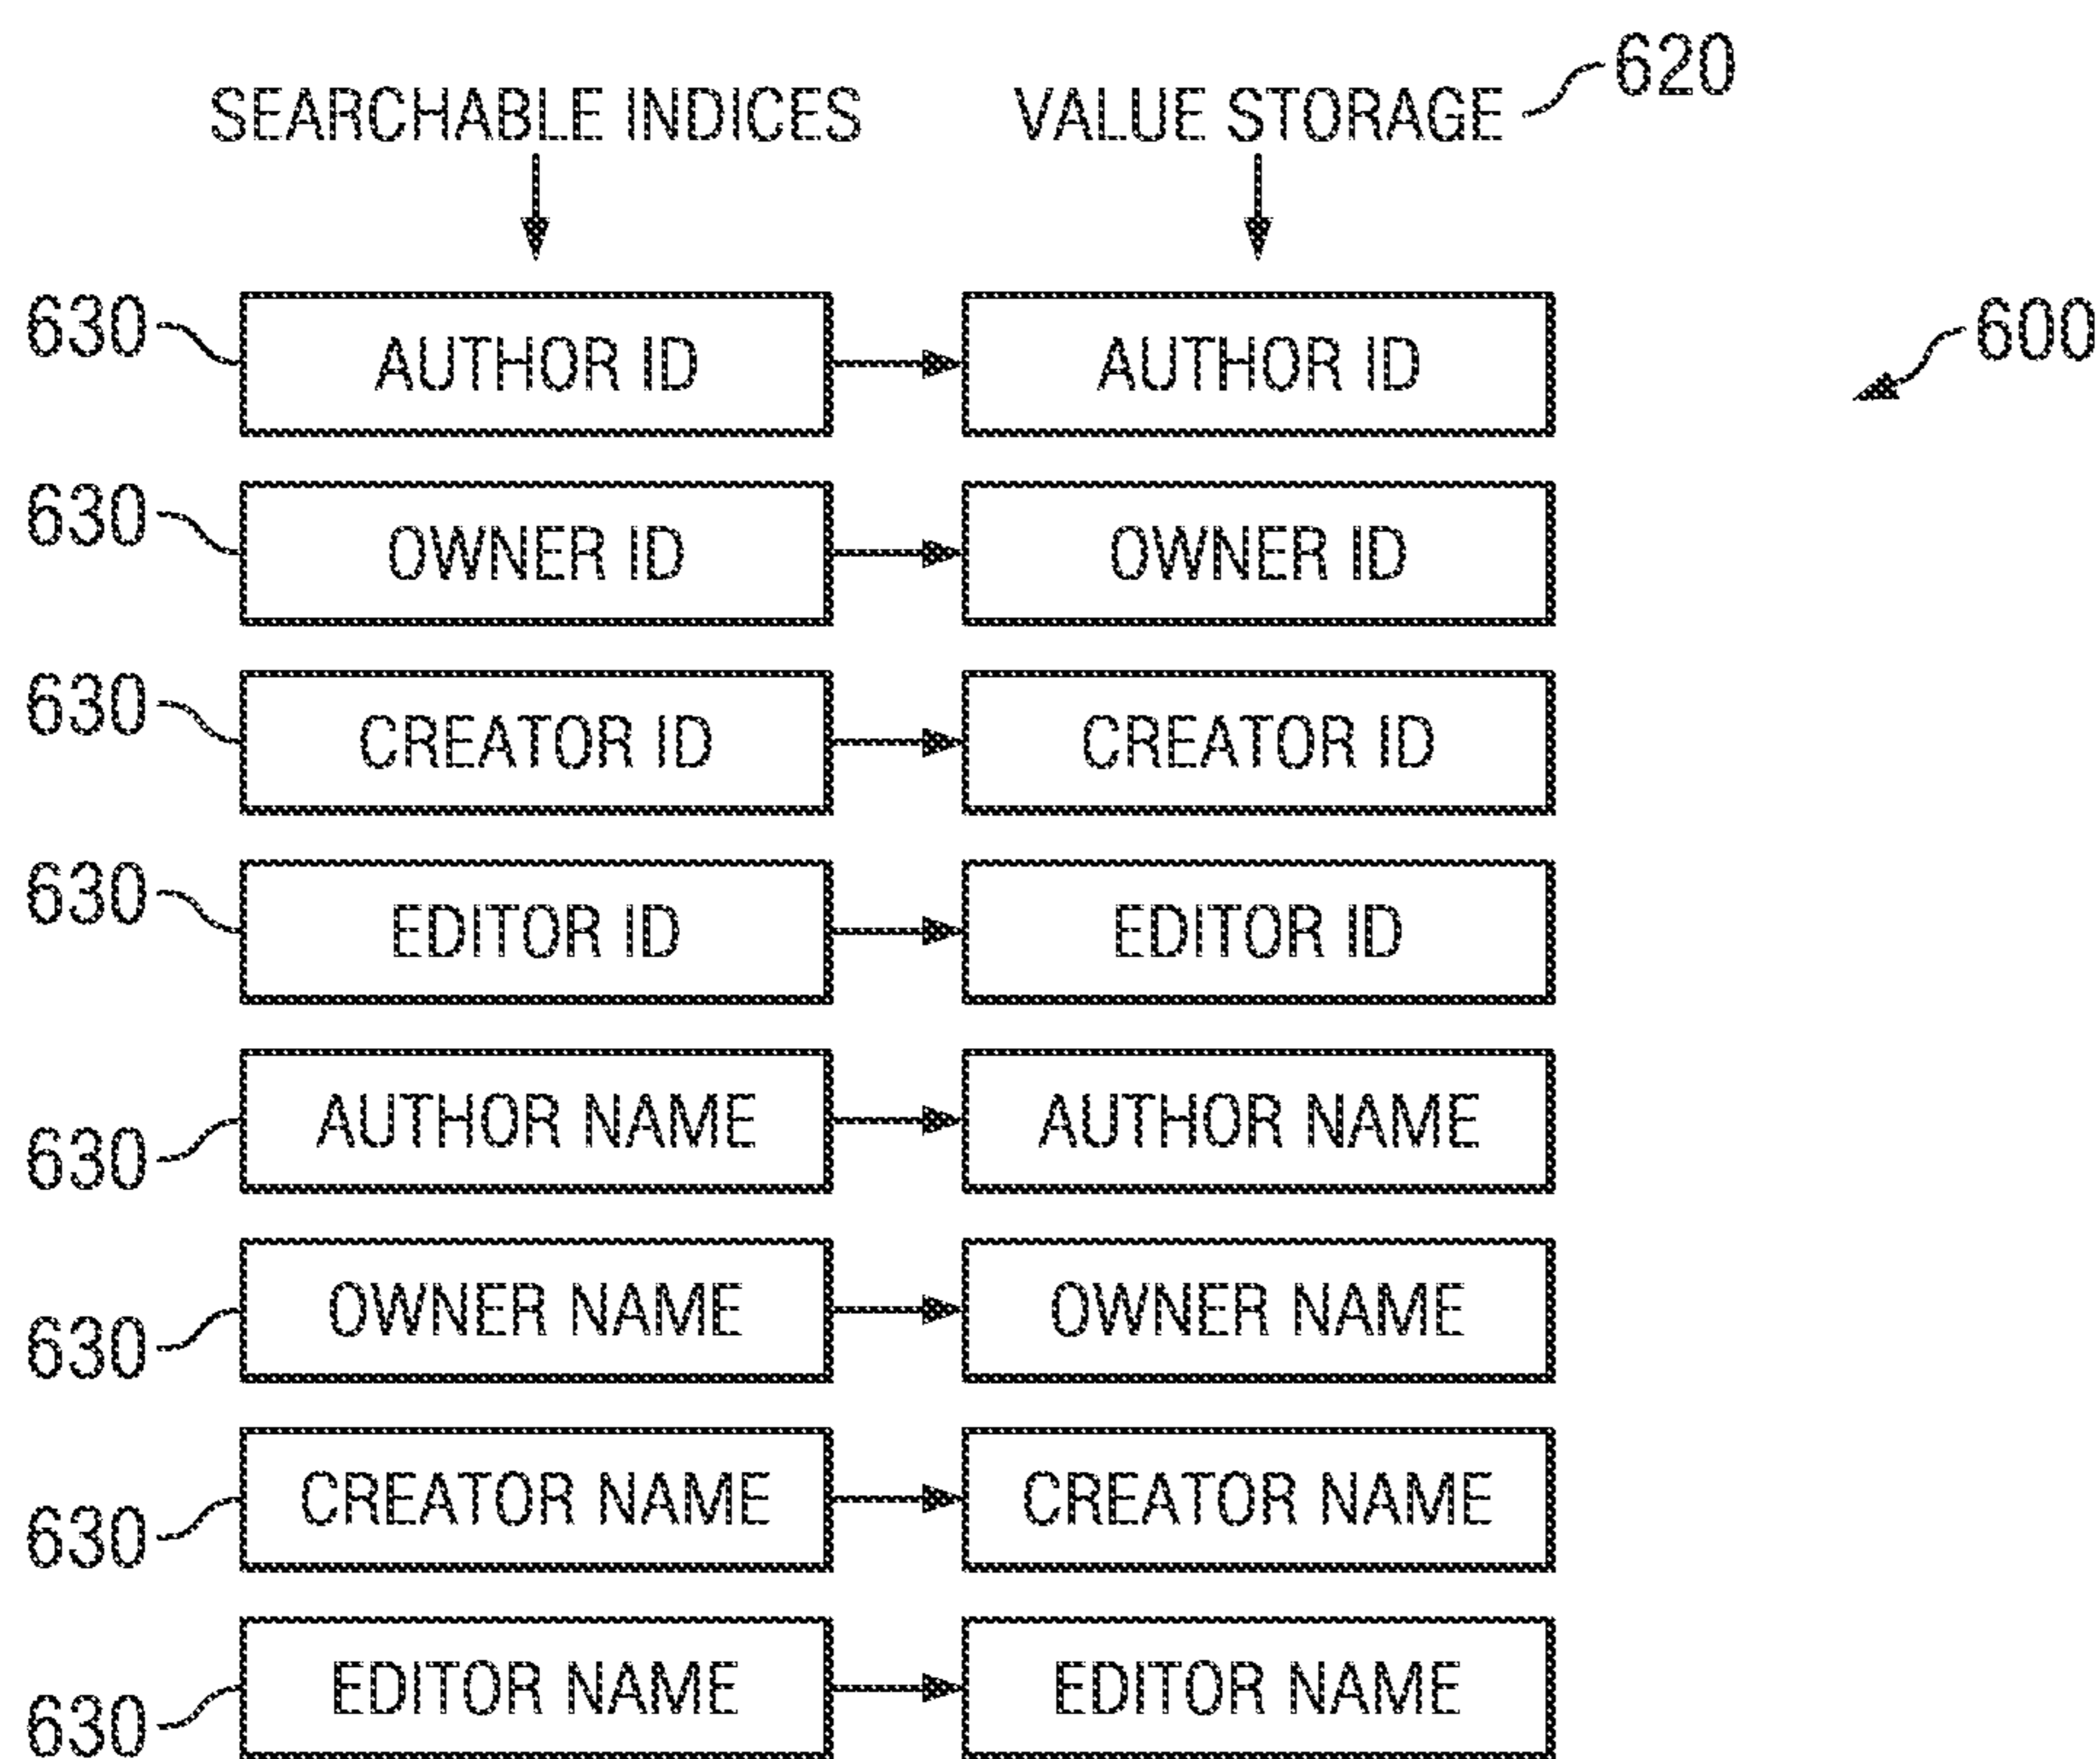 620
SEARCHABLE INDICES VALUE STORAGE
630 AUTHOR ID AUTHOR ID 600
630 OWNER ID OWNER ID
630 CREATOR ID CREATOR ID
630 EDITOR ID EDITOR ID
630 AUTHOR NAME AUTHOR NAME
630 OWNER NAME OWNER NAME
630 CREATOR NAME CREATOR NAME
630 EDITOR NAME EDITOR NAME